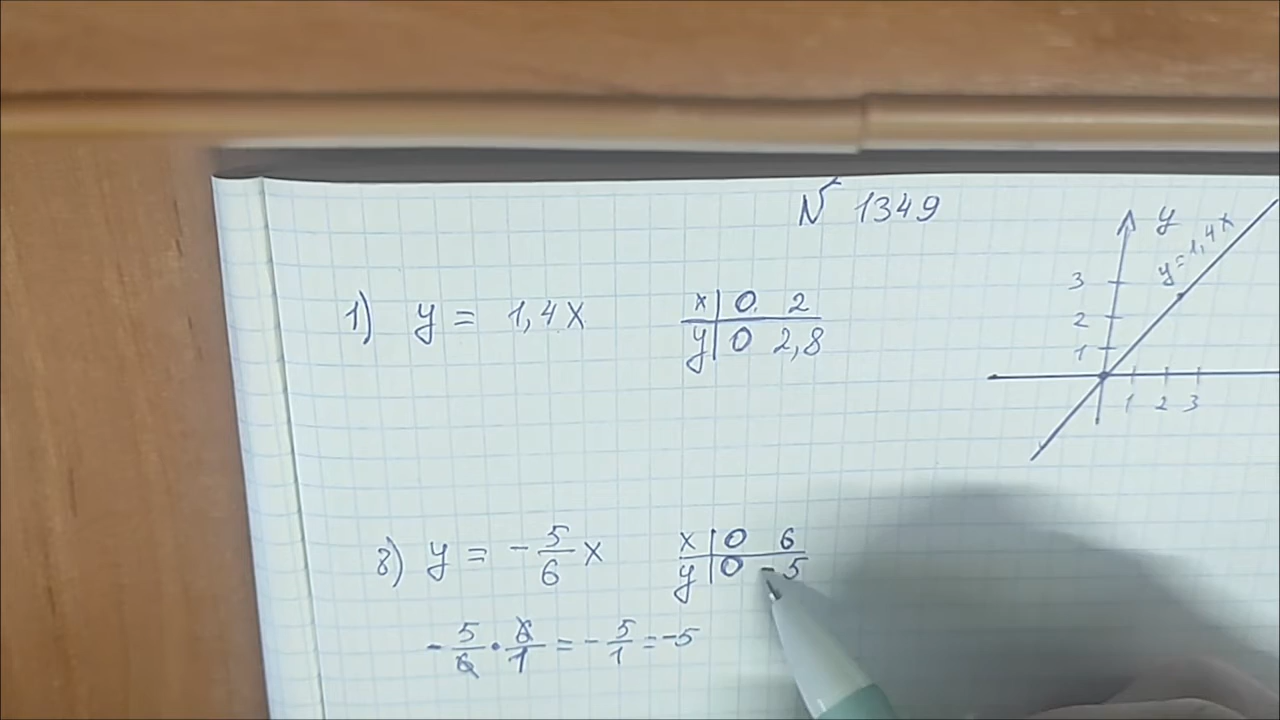 № 1349
1) y = 1,4x
x | 0 2
y | 0 2,8
y
y=1,4x
3
2
1
1 2 3
8) y = -5/6 x
x | 0 6
y | 0 -5
-5/6 · 6/1 = -5/1 = -5